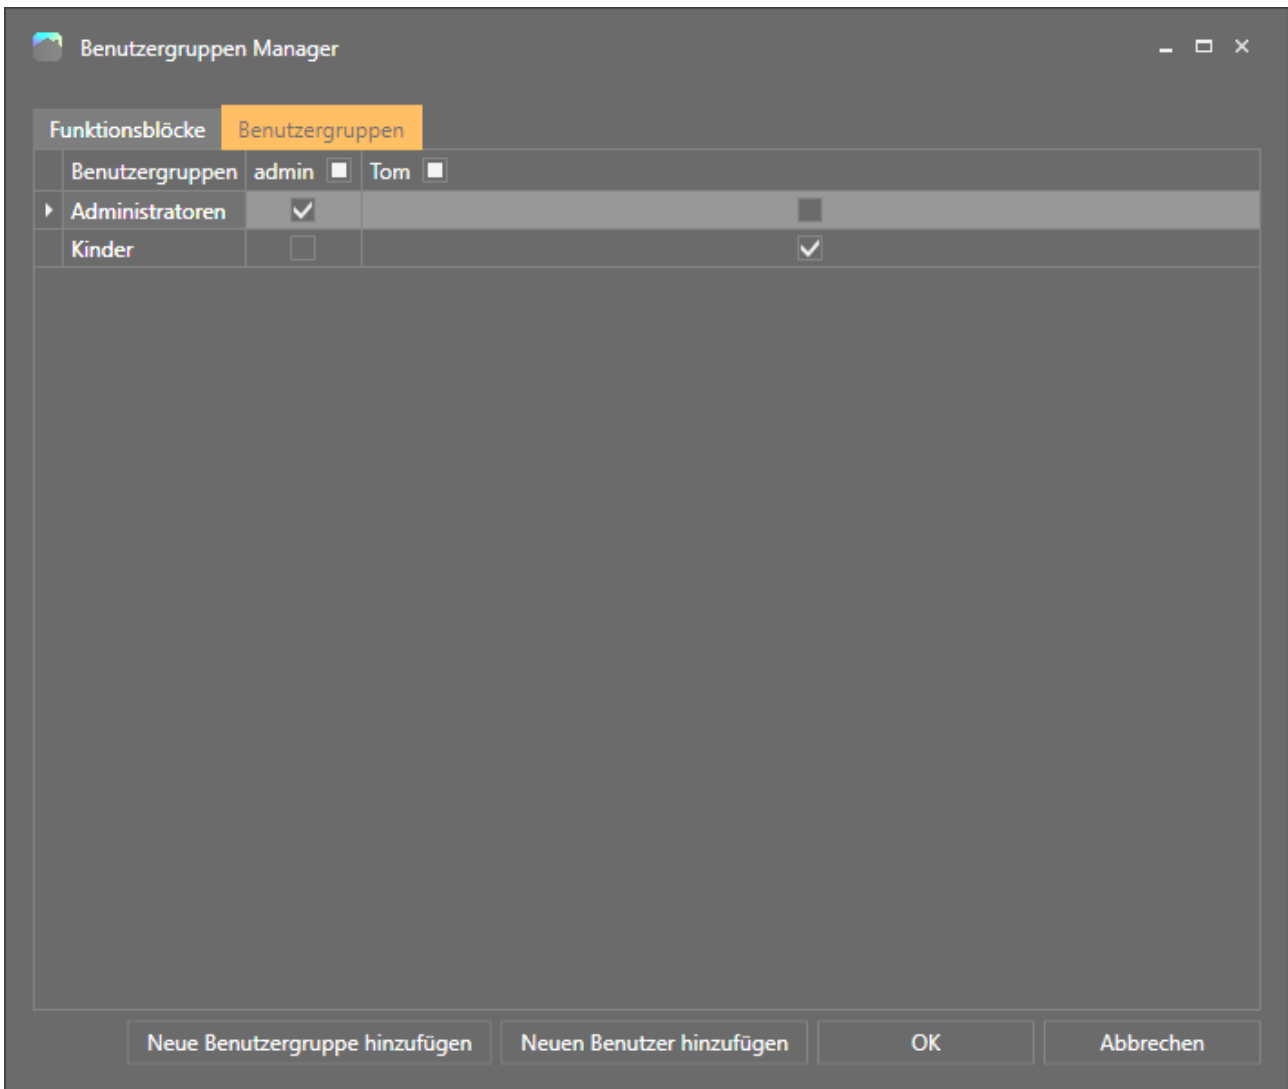 Benutzergruppen Manager
Funktionsblöcke Benutzergruppen
Benutzergruppen admin Tom
Administratoren
Kinder
Neue Benutzergruppe hinzufügen Neuen Benutzer hinzufügen OK Abbrechen